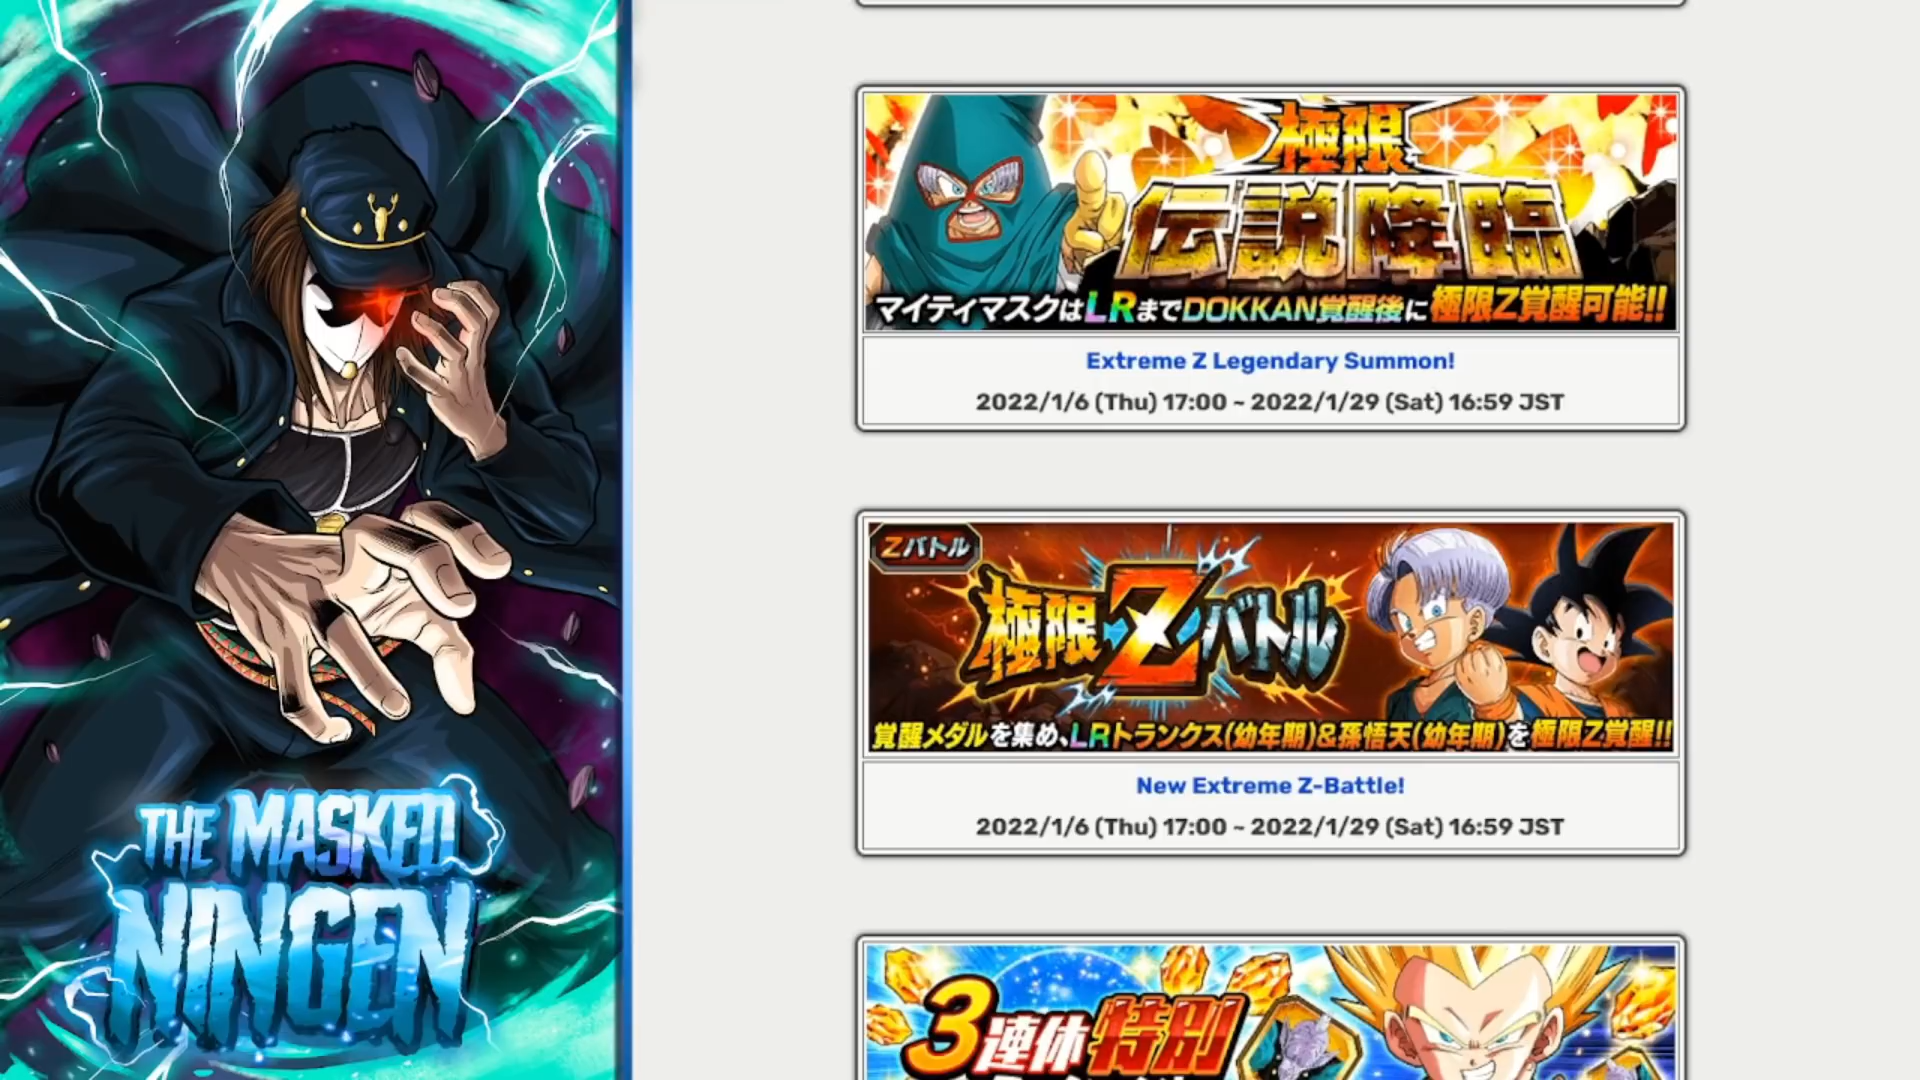 THE MASKED
NINGEN
極限
伝説降臨
マイティマスクはLRまでDOKKAN覚醒後に極限Z覚醒可能!!
Extreme Z Legendary Summon!
2022/1/6 (Thu) 17:00 ~ 2022/1/29 (Sat) 16:59 JST
Zバトル
極限Zバトル
覚醒メダルを集め、LRトランクス(幼年期)&孫悟天(幼年期)を極限Z覚醒!!
New Extreme Z-Battle!
2022/1/6 (Thu) 17:00 ~ 2022/1/29 (Sat) 16:59 JST
3連休特別